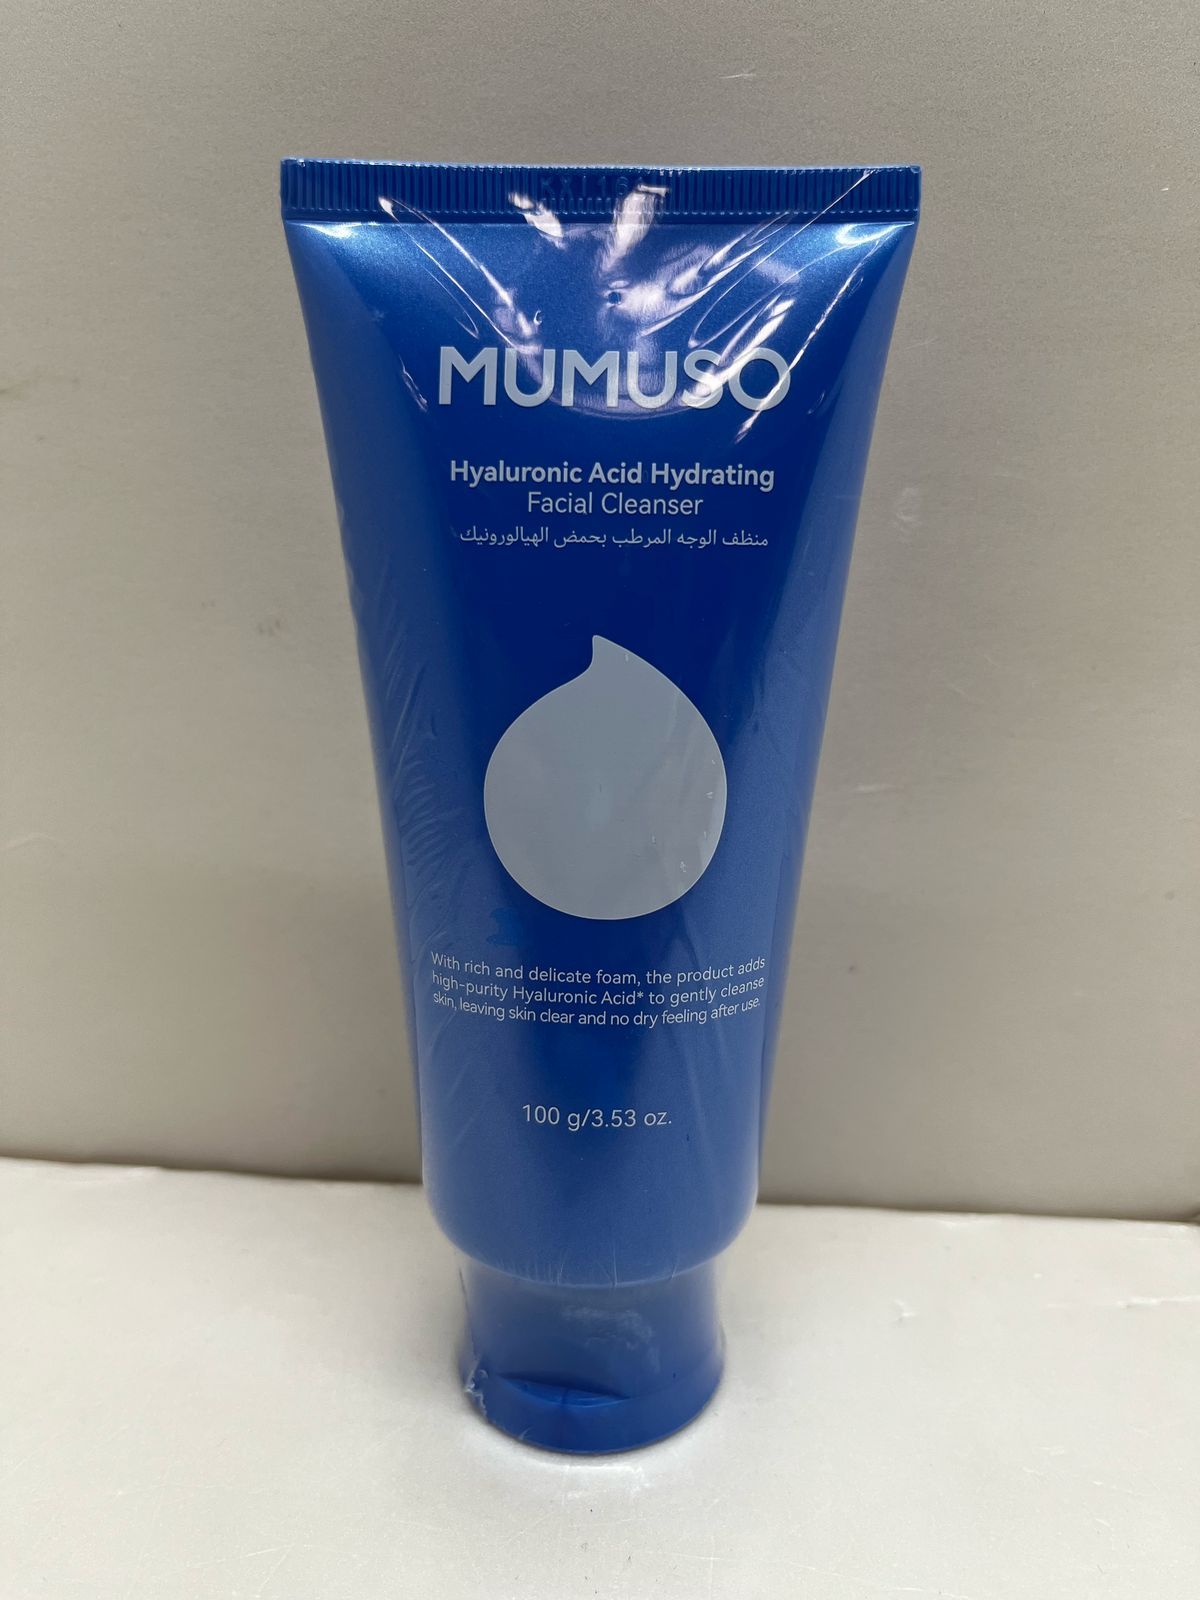 MUMUSO
Hyaluronic Acid Hydrating
Facial Cleanser
منظف الوجه المرطب بحمض الهيالورونيك
With rich and delicate foam, the product adds
high-purity Hyaluronic Acid* to gently cleanse
skin, leaving skin clear and no dry feeling after use.
100 g/3.53 oz.